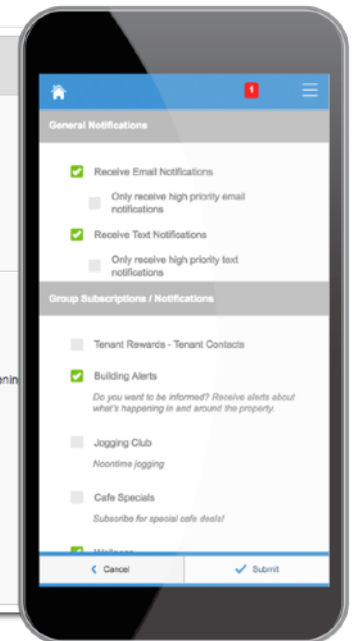 1
General Notifications
Receive Email Notifications
Only receive high priority email
notifications
Receive Text Notifications
Only receive high priority text
notifications
Group Subscriptions / Notifications
Tenant Rewards - Tenant Contacts
Building Alerts
Do you want to be informed? Receive alerts about
what's happening in and around the property.
Jogging Club
Noontime jogging
Cafe Specials
Subscribe for special cafe deals!
Wellness
Cancel
Submit